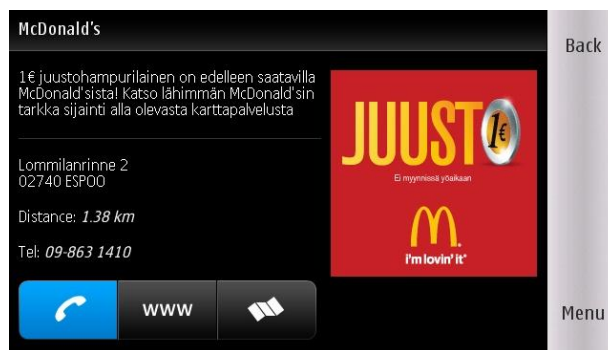 McDonald's
Back
1€ juustohampurilainen on edelleen saatavilla
McDonald'sista! Katso lähimmän McDonald'sin
tarkka sijainti alla olevasta karttapalvelusta
JUUSTO
1€
Ei myynnissä yöaikaan
Lommilanrinne 2
02740 ESPOO
Distance: 1.38 km
Tel: 09-863 1410
M
i'm lovin' it
www
Menu